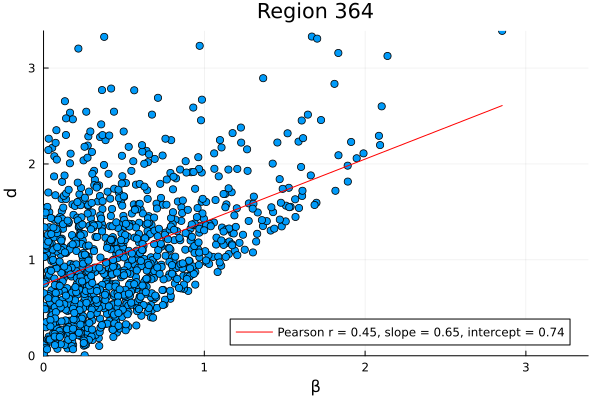 Region 364
d
3
2
1
0
Pearson r = 0.45, slope = 0.65, intercept = 0.74
0 1 2 3
β